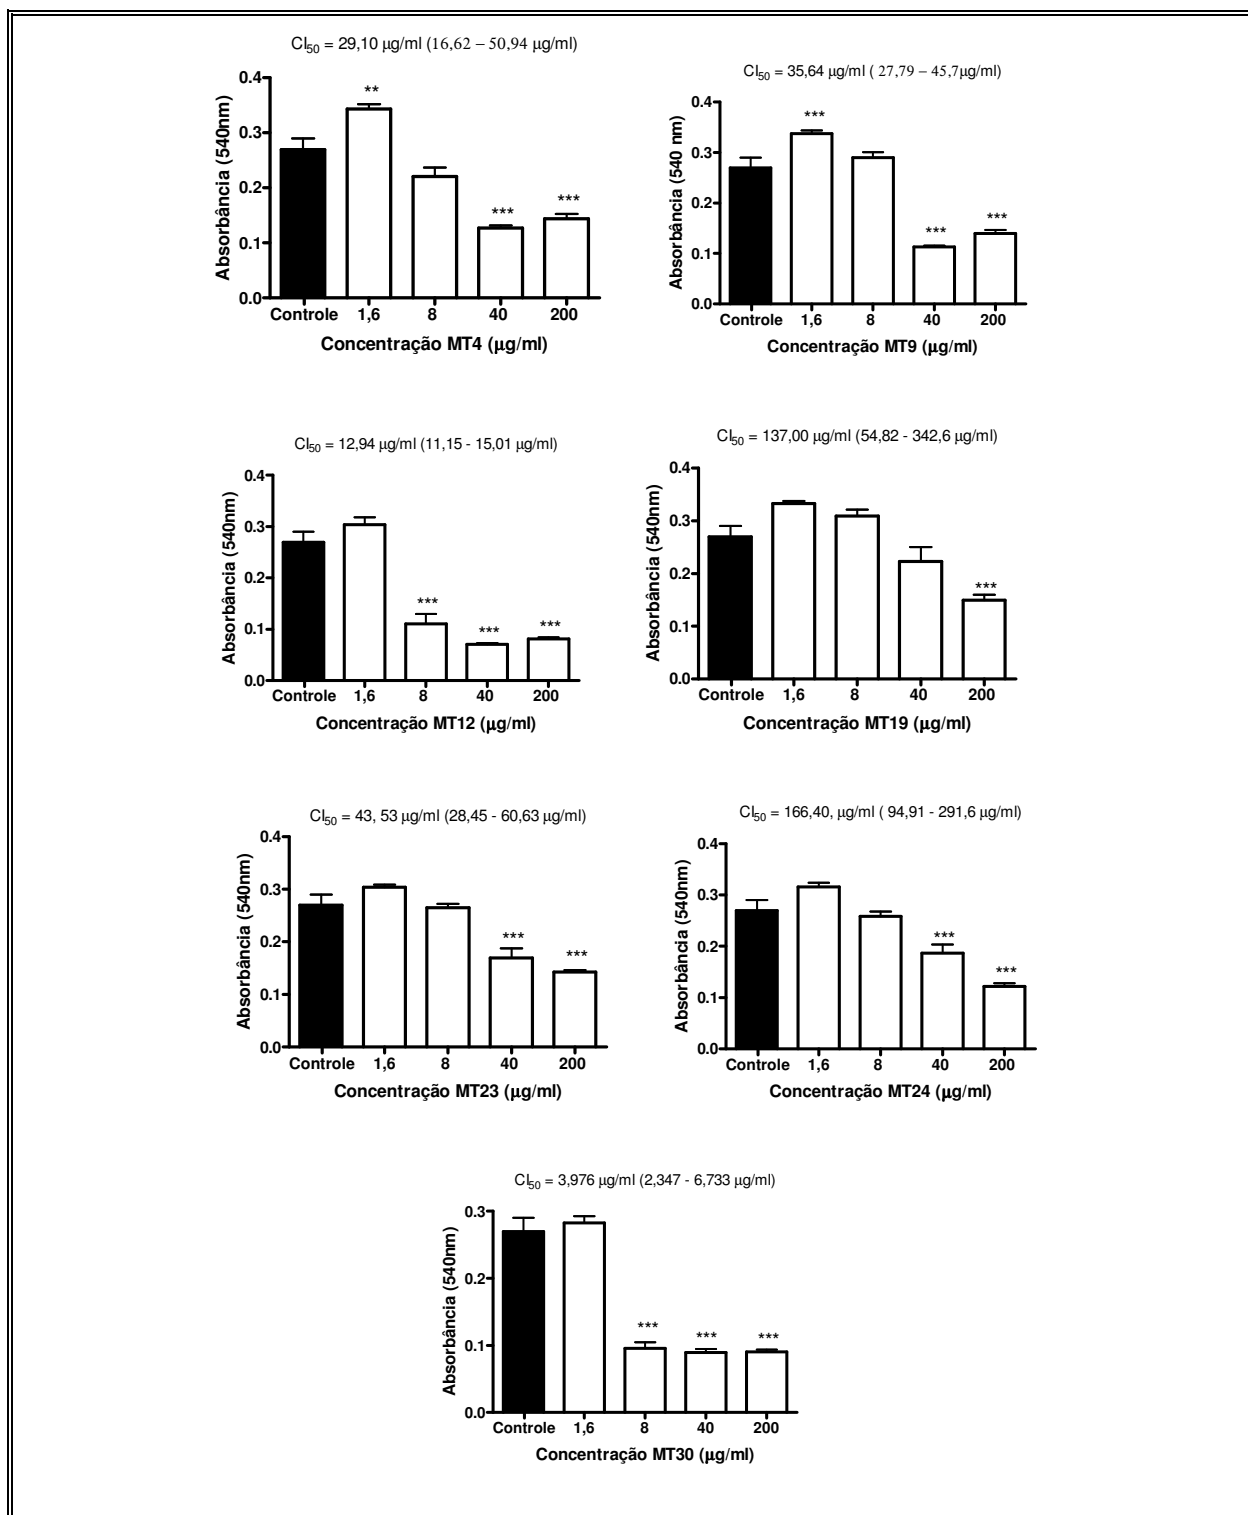 CI50 = 29,10 µg/ml (16,62 – 50,94 µg/ml)
Absorbância (540nm)
0.4
0.3
0.2
0.1
0.0
**
***
***
Controle 1,6 8 40 200
Concentração MT4 (µg/ml)
CI50 = 35,64 µg/ml ( 27,79 – 45,7µg/ml)
Absorbância (540 nm)
0.4
0.3
0.2
0.1
0.0
***
***
***
Controle 1,6 8 40 200
Concentração MT9 (µg/ml)
CI50 = 12,94 µg/ml (11,15 - 15,01 µg/ml)
Absorbância (540nm)
0.4
0.3
0.2
0.1
0.0
***
***
***
Controle 1,6 8 40 200
Concentração MT12 (µg/ml)
CI50 = 137,00 µg/ml (54,82 - 342,6 µg/ml)
Absorbância (540nm)
0.4
0.3
0.2
0.1
0.0
***
Controle 1,6 8 40 200
Concentração MT19 (µg/ml)
CI50 = 43, 53 µg/ml (28,45 - 60,63 µg/ml)
Absorbância (540nm)
0.4
0.3
0.2
0.1
0.0
***
***
Controle 1,6 8 40 200
Concentração MT23 (µg/ml)
CI50 = 166,40, µg/ml ( 94,91 - 291,6 µg/ml)
Absorbância (540nm)
0.4
0.3
0.2
0.1
0.0
***
***
Controle 1,6 8 40 200
Concentração MT24 (µg/ml)
CI50 = 3,976 µg/ml (2,347 - 6,733 µg/ml)
Absorbância (540nm)
0.3
0.2
0.1
0.0
***
***
***
Controle 1,6 8 40 200
Concentração MT30 (µg/ml)